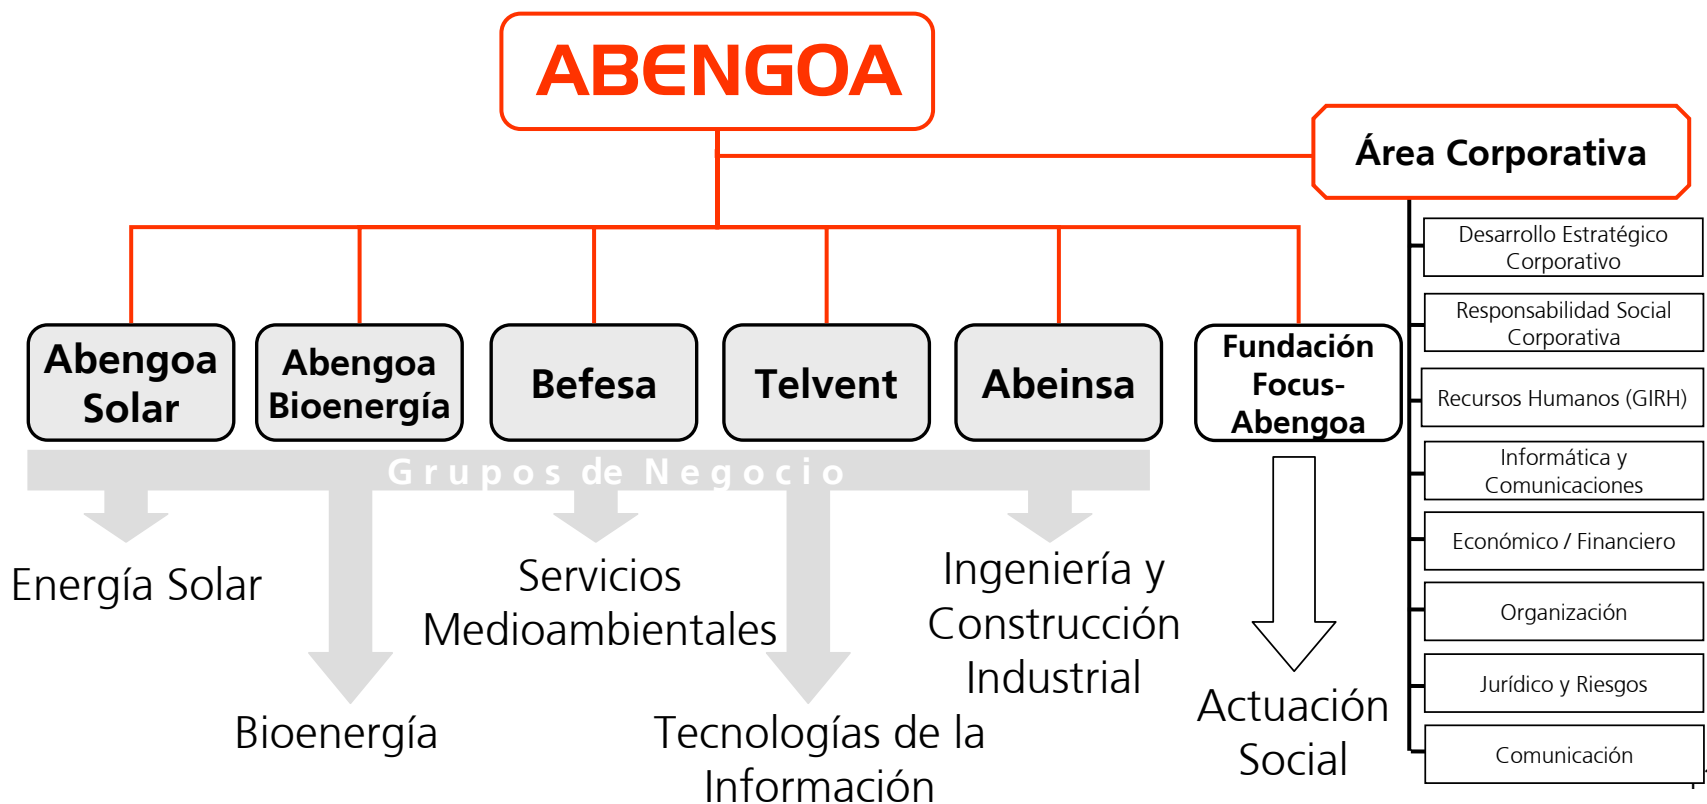 ABENGOA
Área Corporativa
Desarrollo Estratégico
Corporativo
Responsabilidad Social
Corporativa
Recursos Humanos (GIRH)
Informática y
Comunicaciones
Económico / Financiero
Organización
Jurídico y Riesgos
Comunicación
Abengoa
Solar
Abengoa
Bioenergía
Befesa
Telvent
Abeinsa
Fundación
Focus-
Abengoa
Grupos de Negocio
Energía Solar
Bioenergía
Servicios
Medioambientales
Tecnologías de la
Información
Ingeniería y
Construcción
Industrial
Actuación
Social